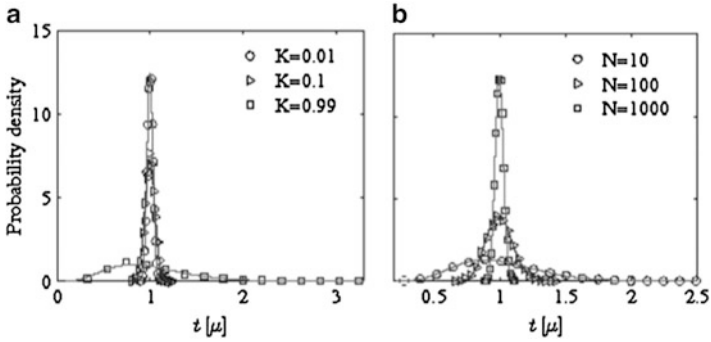 a
15
10
5
0
Probability density
K=0.01
K=0.1
K=0.99
0 1 2 3
t [μ]
b
N=10
N=100
N=1000
0.5 1 1.5 2 2.5
t [μ]